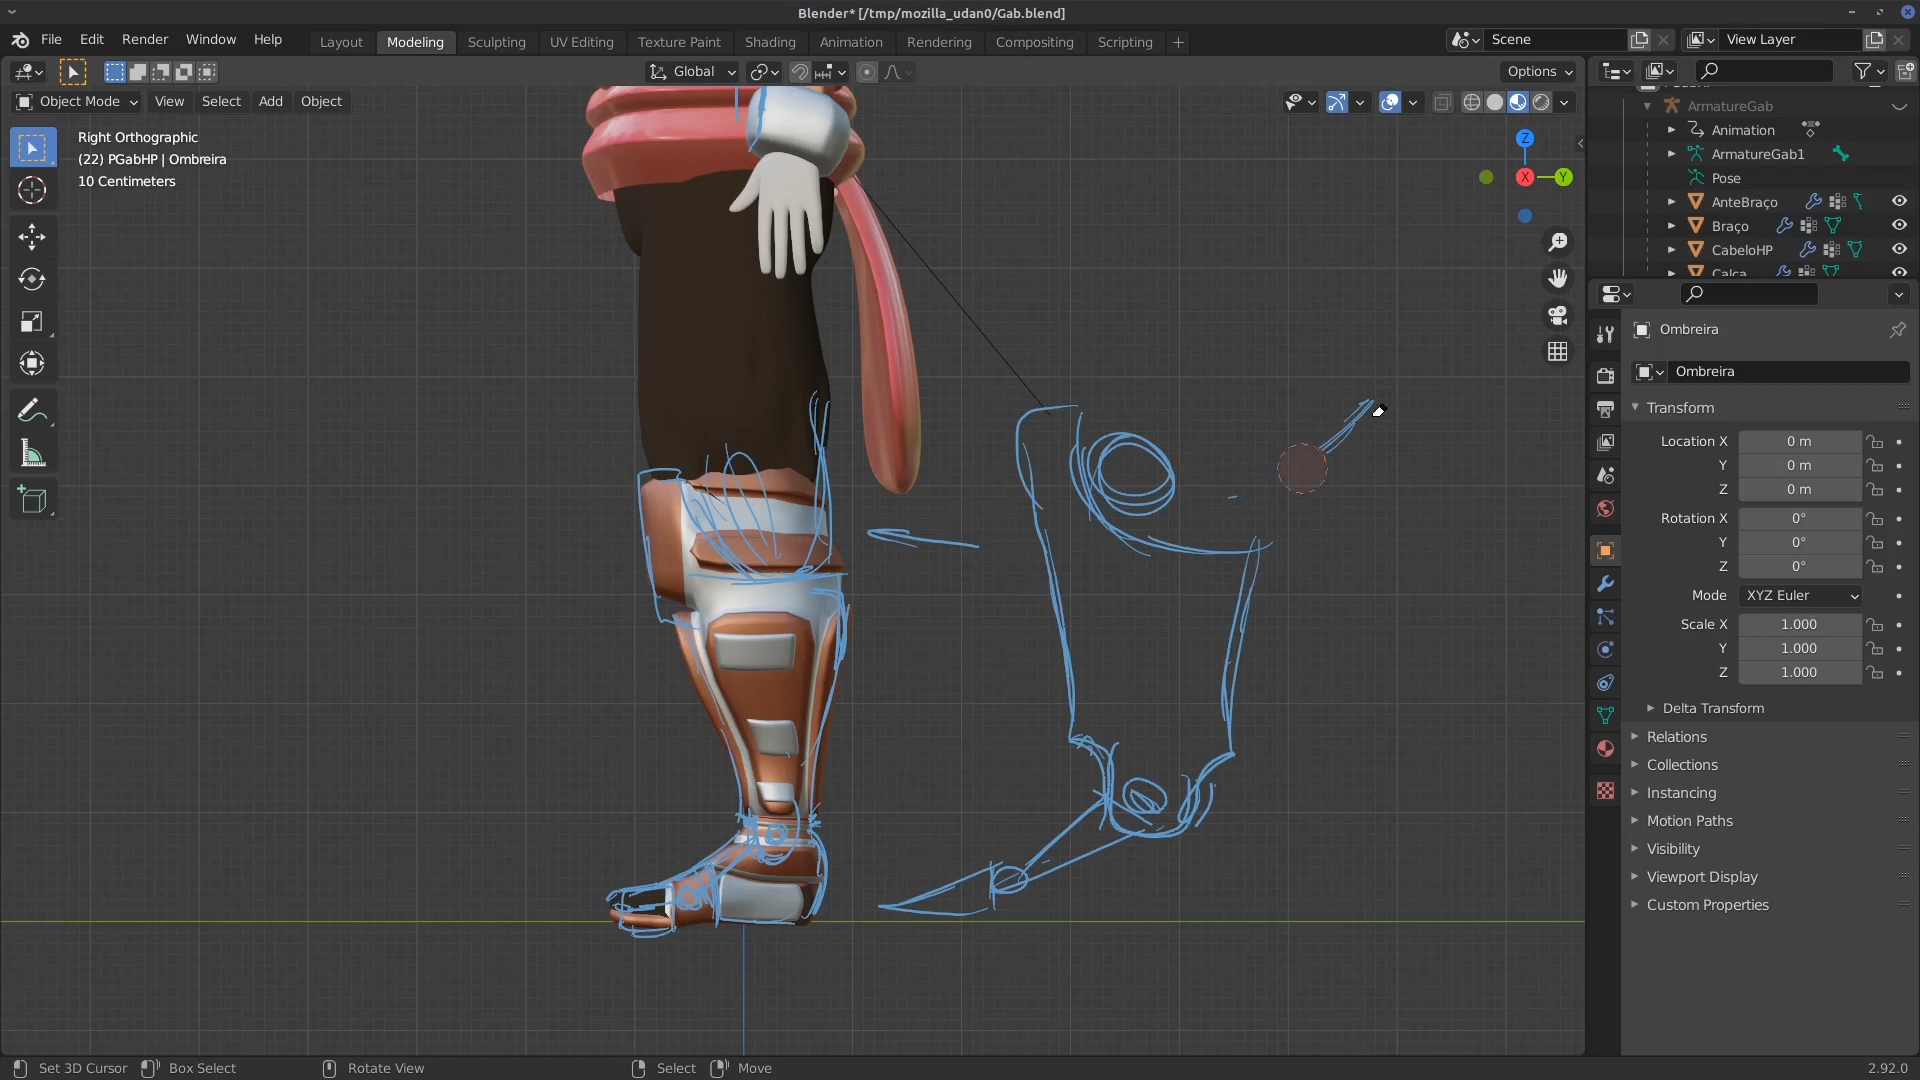 Blender* [/tmp/mozilla_udan0/Gab.blend]
File Edit Render Window Help
Layout Modeling Sculpting UV Editing Texture Paint Shading Animation Rendering Compositing Scripting +
Scene
View Layer
Global
Options
Object Mode View Select Add Object
Right Orthographic
(22) PGabHP | Ombreira
10 Centimeters
Z
X
Y
ArmatureGab
Animation
ArmatureGab1
Pose
AnteBraço
Braço
CabeloHP
Calça
Ombreira
Ombreira
Transform
Location X 0 m
Y 0 m
Z 0 m
Rotation X 0°
Y 0°
Z 0°
Mode XYZ Euler
Scale X 1.000
Y 1.000
Z 1.000
Delta Transform
Relations
Collections
Instancing
Motion Paths
Visibility
Viewport Display
Custom Properties
Set 3D Cursor Box Select Rotate View Select Move 2.92.0